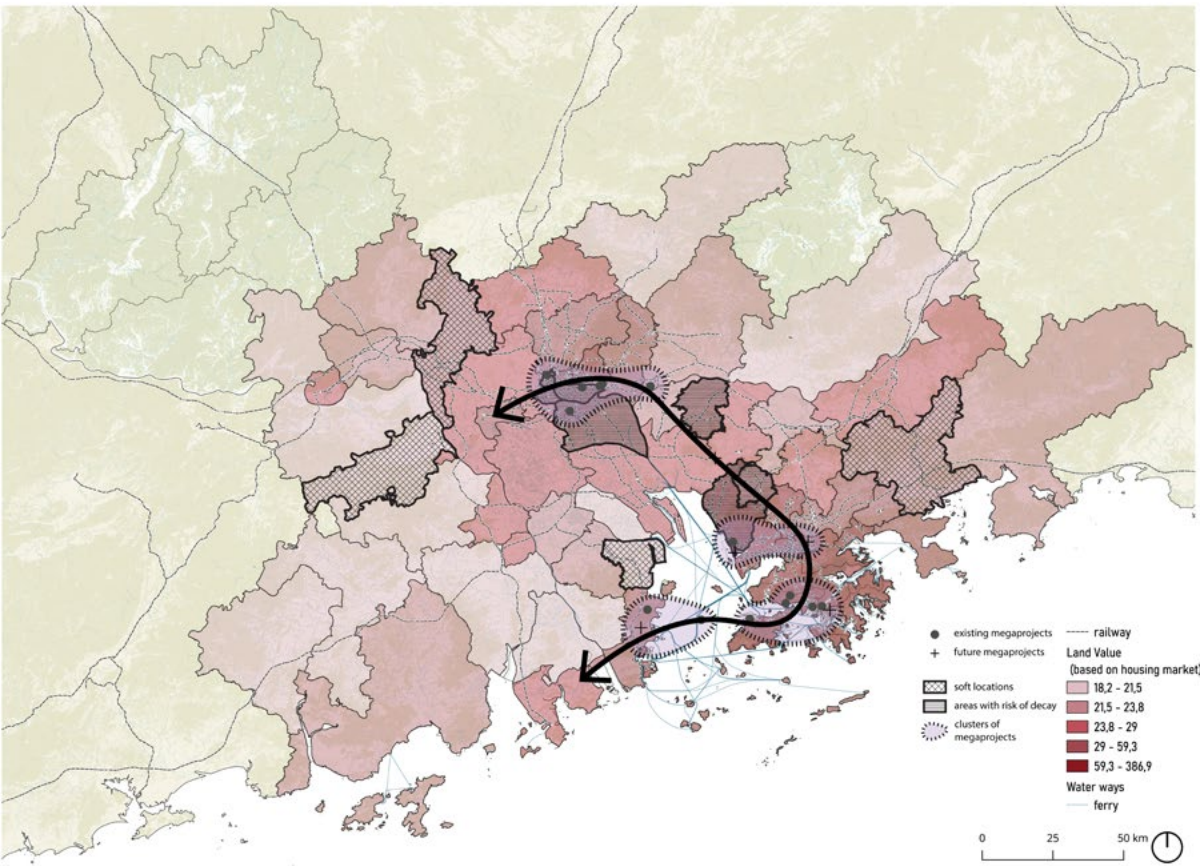 existing megaprojects
future megaprojects
soft locations
areas with risk of decay
clusters of
megaprojects
railway
Land Value
(based on housing market)
18,2 - 21,5
21,5 - 23,8
23,8 - 29
29 - 59,3
59,3 - 386,9
Water ways
ferry
0 25 50 km